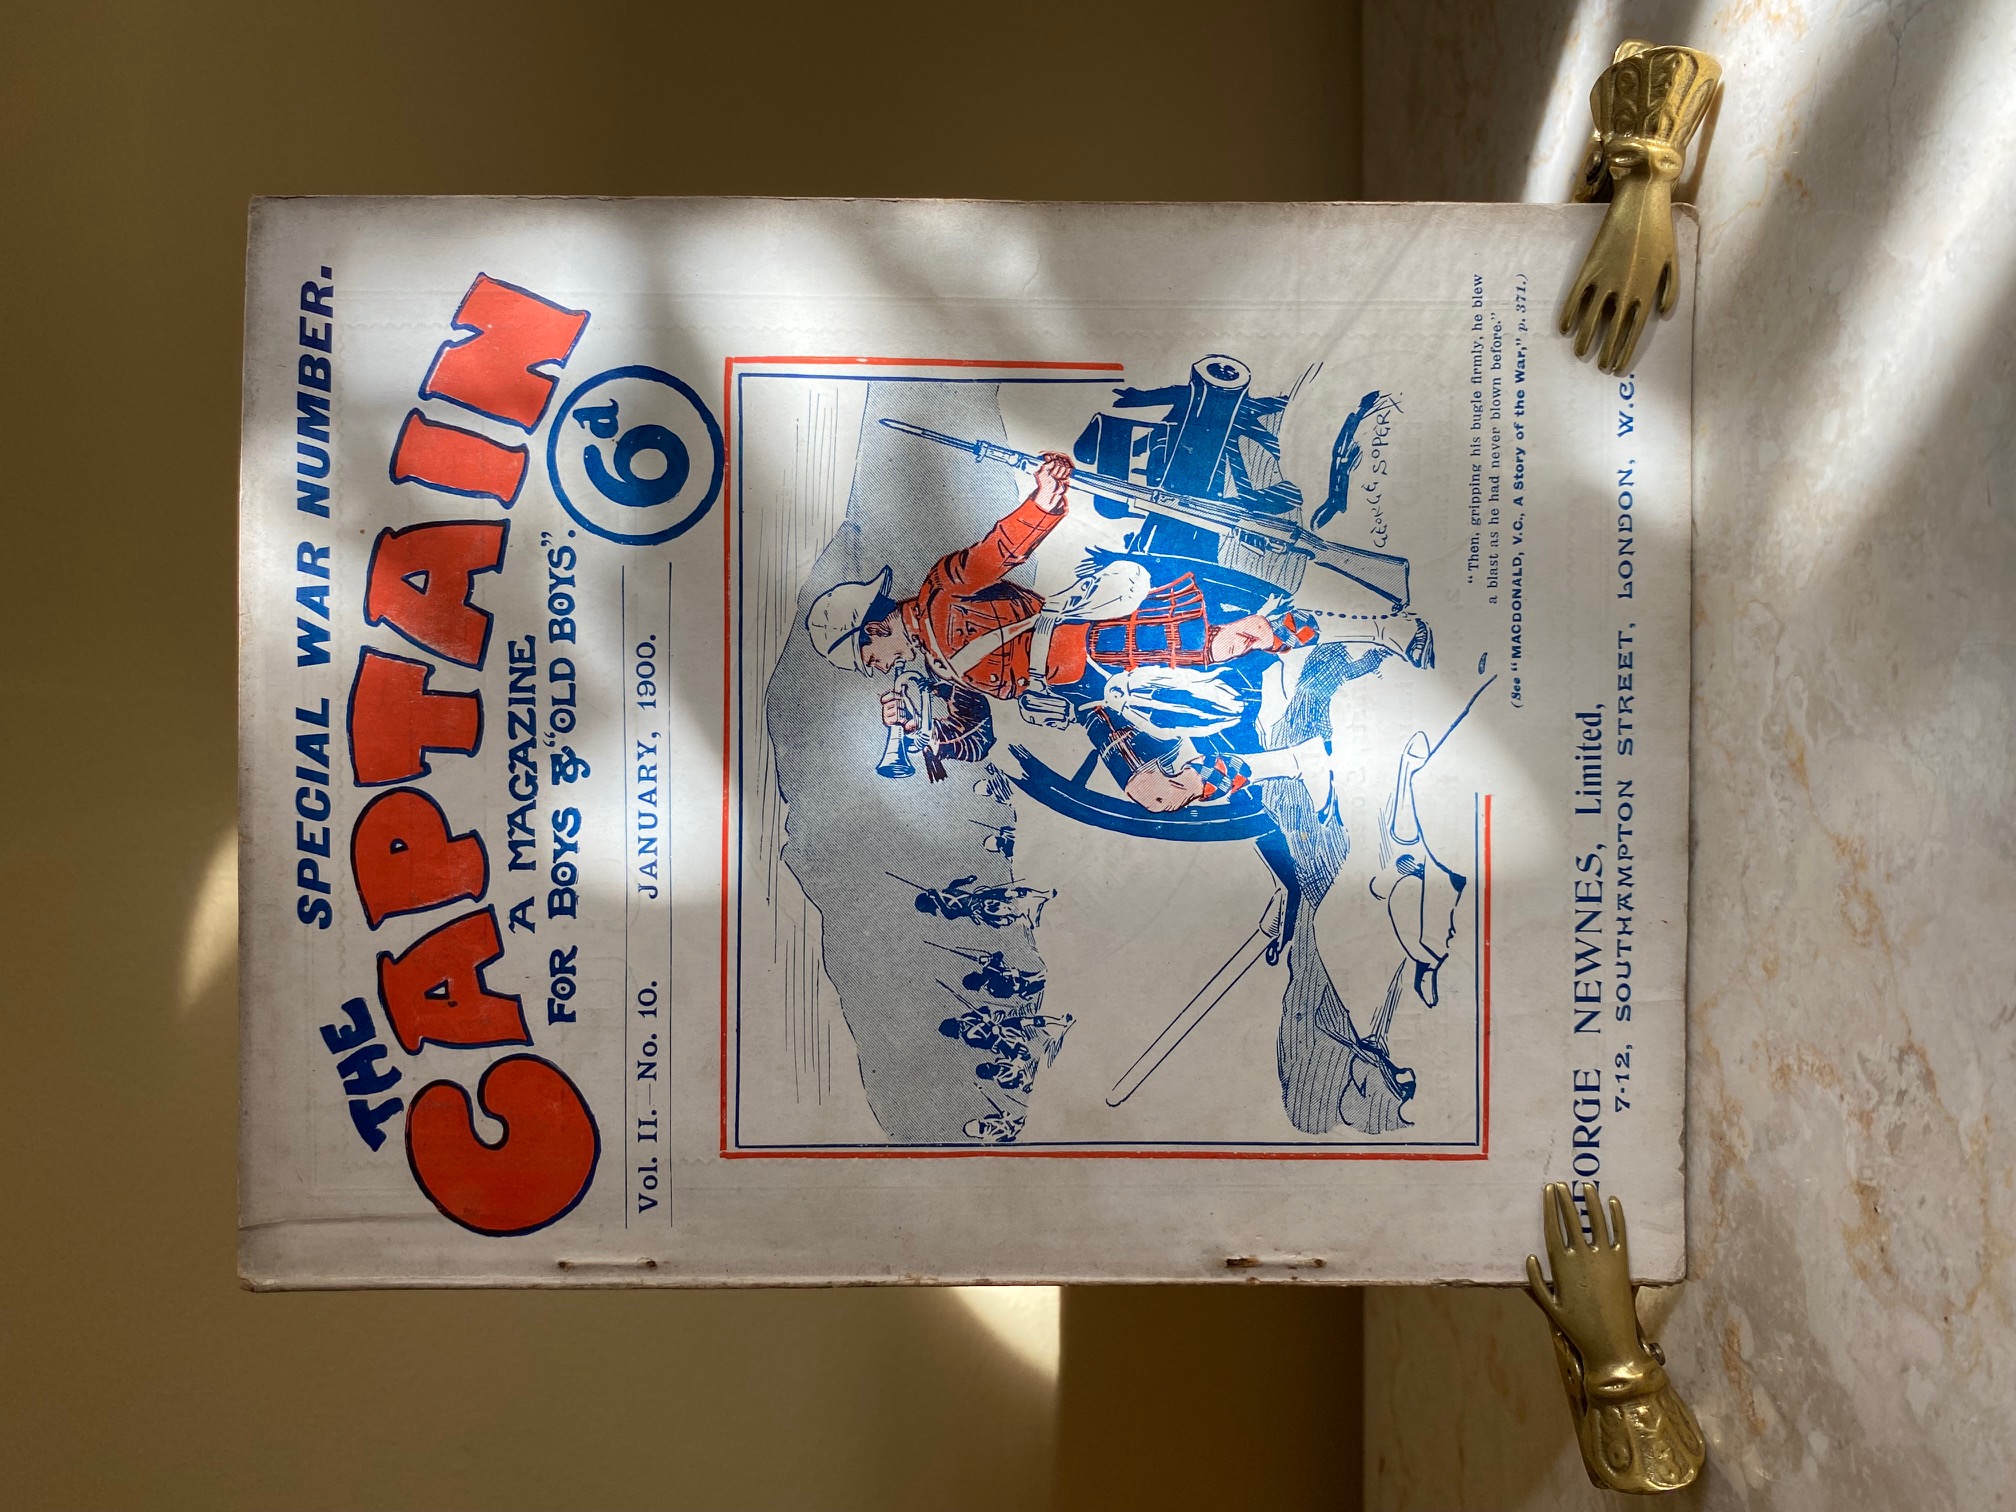 SPECIAL WAR NUMBER.
THE
CAPTAIN
A MAGAZINE
FOR BOYS & "OLD BOYS".
6d
Vol. II.—No. 10. JANUARY, 1900.
GEORGE SOPER
"Then, gripping his bugle firmly, he blew
a blast as he had never blown before."
(See "MACDONALD, V.C., A Story of the War," p. 371.)
GEORGE NEWNES, Limited,
7-12, SOUTHAMPTON STREET, LONDON, W.C.